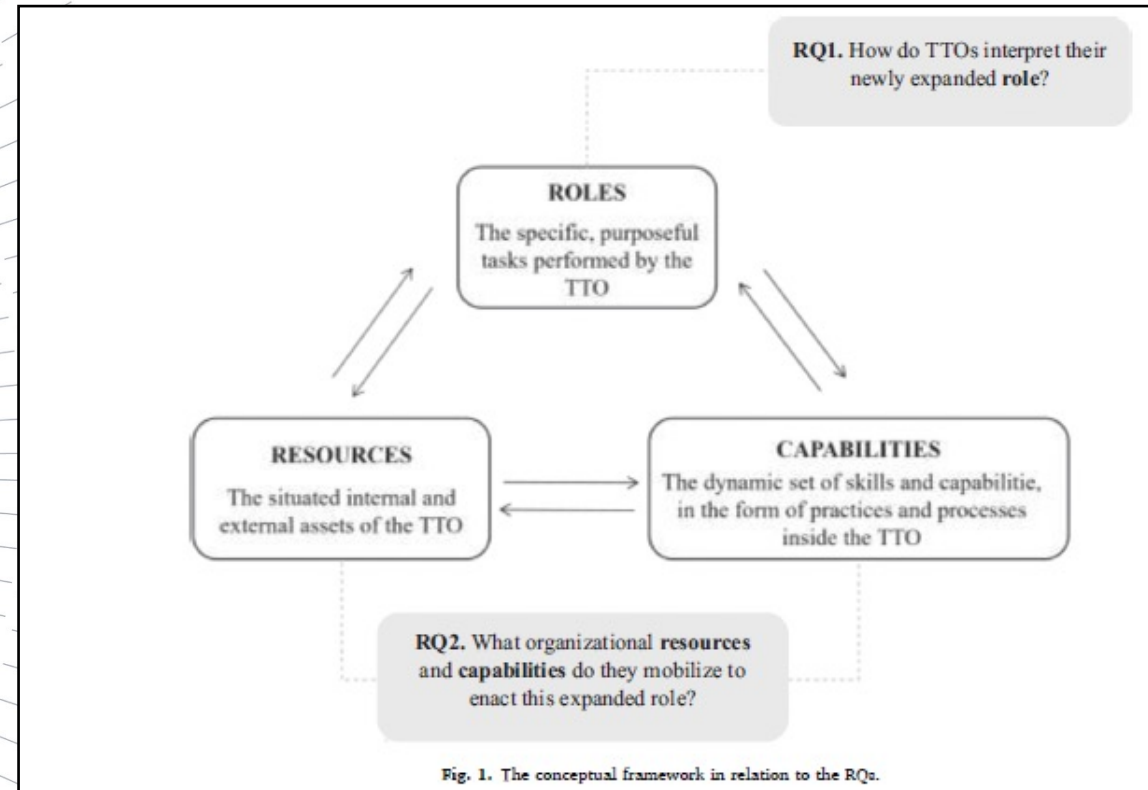 RQ1. How do TTOs interpret their
newly expanded role?
ROLES
The specific, purposeful
tasks performed by the
TTO
RESOURCES
The situated internal and
external assets of the TTO
CAPABILITIES
The dynamic set of skills and capabilitie,
in the form of practices and processes
inside the TTO
RQ2. What organizational resources
and capabilities do they mobilize to
enact this expanded role?
Fig. 1. The conceptual framework in relation to the RQs.